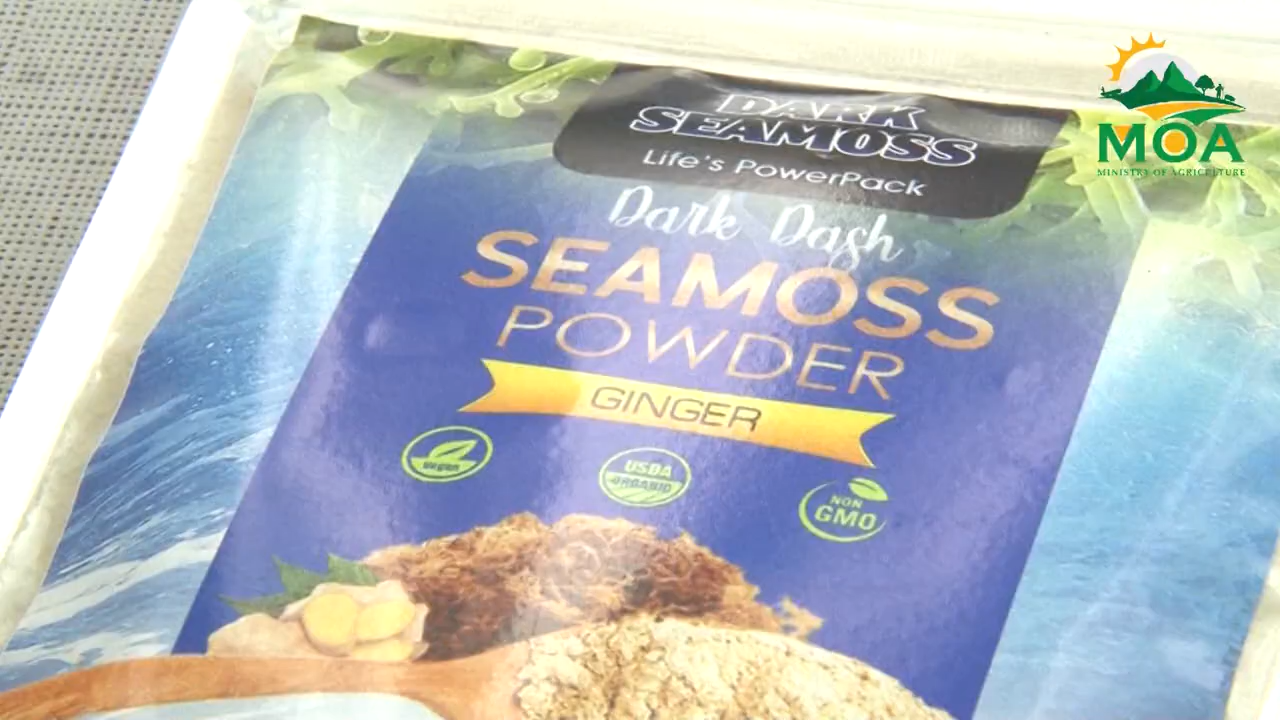 DARK
SEAMOSS
Life's PowerPack
Dark Dash
SEAMOSS
POWDER
GINGER
Vegan
USDA
ORGANIC
NON
GMO
MOA
MINISTRY OF AGRICULTURE